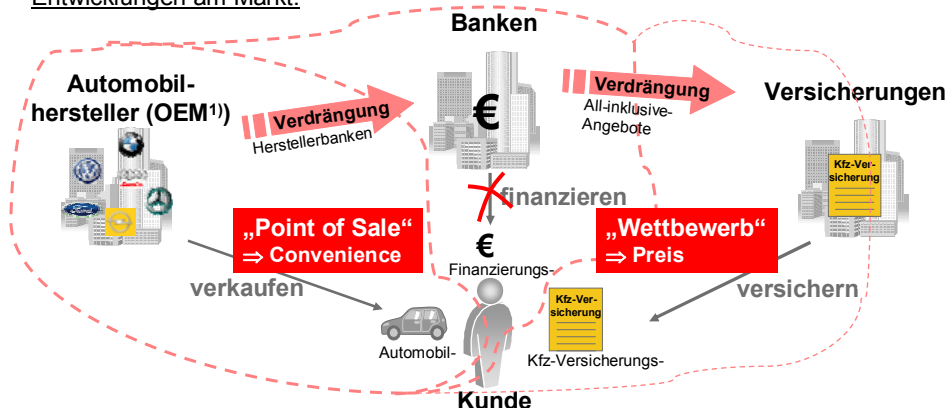 Entwicklungen am Markt:
Banken
Automobil-
hersteller (OEM¹⁾)
Verdrängung
Herstellerbanken
€
Verdrängung
All-inklusive-
Angebote
Versicherungen
Kfz-Ver-
sicherung
finanzieren
„Point of Sale“
⇒ Convenience
„Wettbewerb“
⇒ Preis
€
Finanzierungs-
verkaufen
versichern
Kfz-Ver-
sicherung
Automobil-
Kfz-Versicherungs-
Kunde